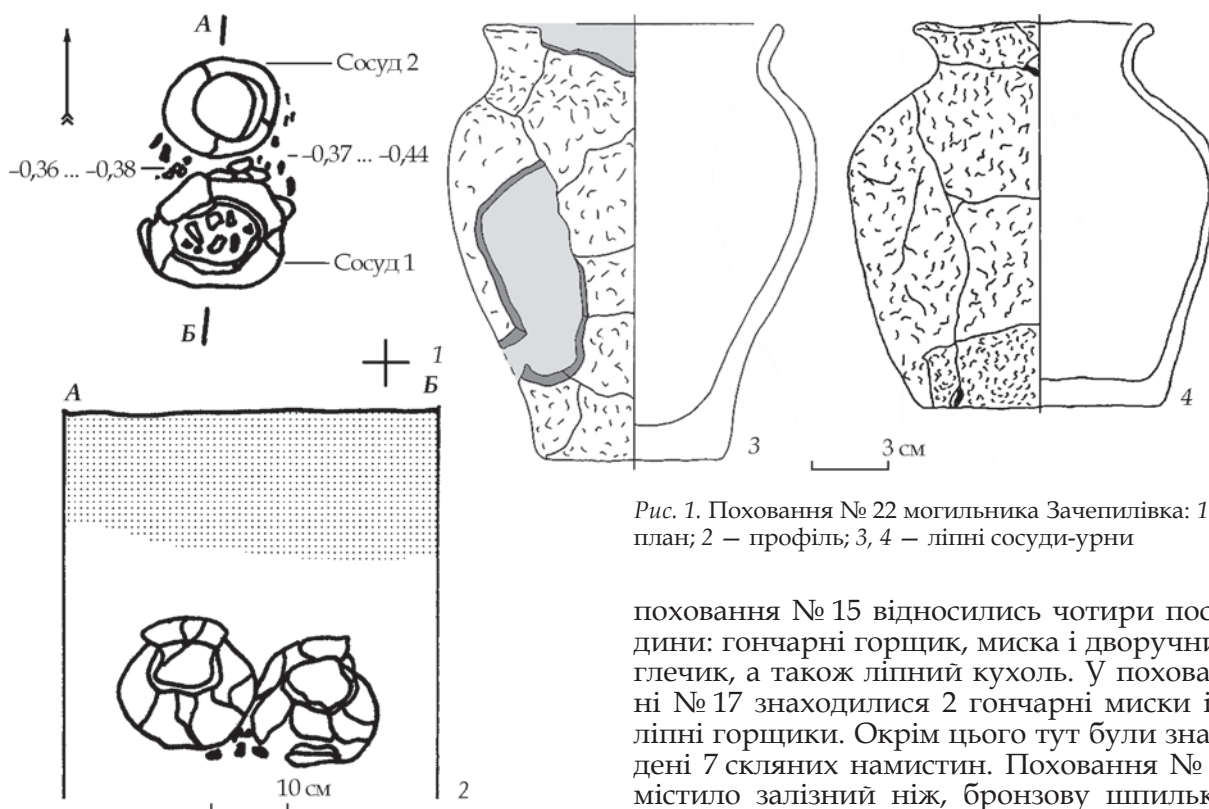 А
Сосуд 2
–0,36 ... –0,38
–0,37 ... –0,44
Сосуд 1
Б
1
А
Б
10 см
2
3
3 см
4
Рис. 1. Поховання № 22 могильника Зачепилівка: 1
план; 2 — профіль; 3, 4 — ліпні сосуди-урни
поховання № 15 відносились чотири пос
дини: гончарні горщик, миска і дворучни
глечик, а також ліпний кухоль. У похова
ні № 17 знаходилися 2 гончарні миски і
ліпні горщики. Окрім цього тут були зна
дені 7 скляних намистин. Поховання №
містило залізний ніж, бронзову шпильк